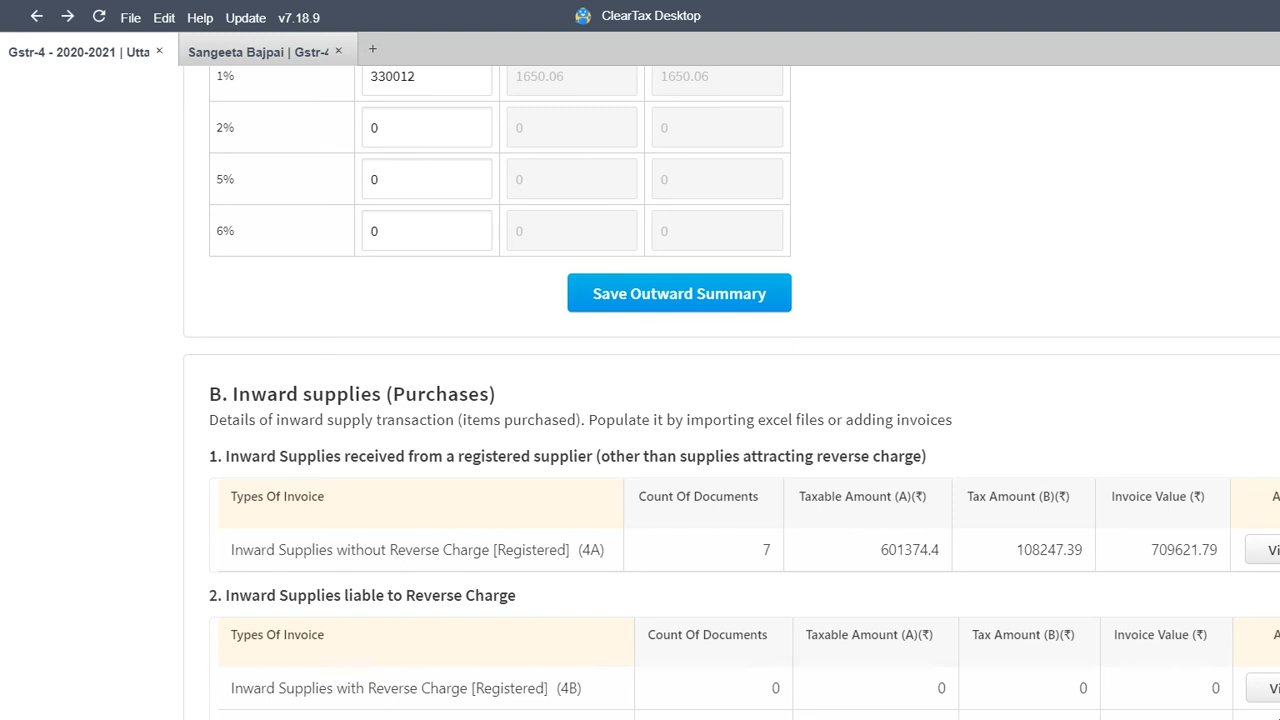 File Edit Help Update v7.18.9 ClearTax Desktop
Gstr-4 - 2020-2021 | Utta × Sangeeta Bajpai | Gstr-4 × +
1% 330012 1650.06 1650.06
2% 0 0 0
5% 0 0 0
6% 0 0 0
Save Outward Summary
B. Inward supplies (Purchases)
Details of inward supply transaction (items purchased). Populate it by importing excel files or adding invoices
1. Inward Supplies received from a registered supplier (other than supplies attracting reverse charge)
Types Of Invoice Count Of Documents Taxable Amount (A)(₹) Tax Amount (B)(₹) Invoice Value (₹) A
Inward Supplies without Reverse Charge [Registered] (4A) 7 601374.4 108247.39 709621.79 Vi
2. Inward Supplies liable to Reverse Charge
Types Of Invoice Count Of Documents Taxable Amount (A)(₹) Tax Amount (B)(₹) Invoice Value (₹) A
Inward Supplies with Reverse Charge [Registered] (4B) 0 0 0 0 Vi